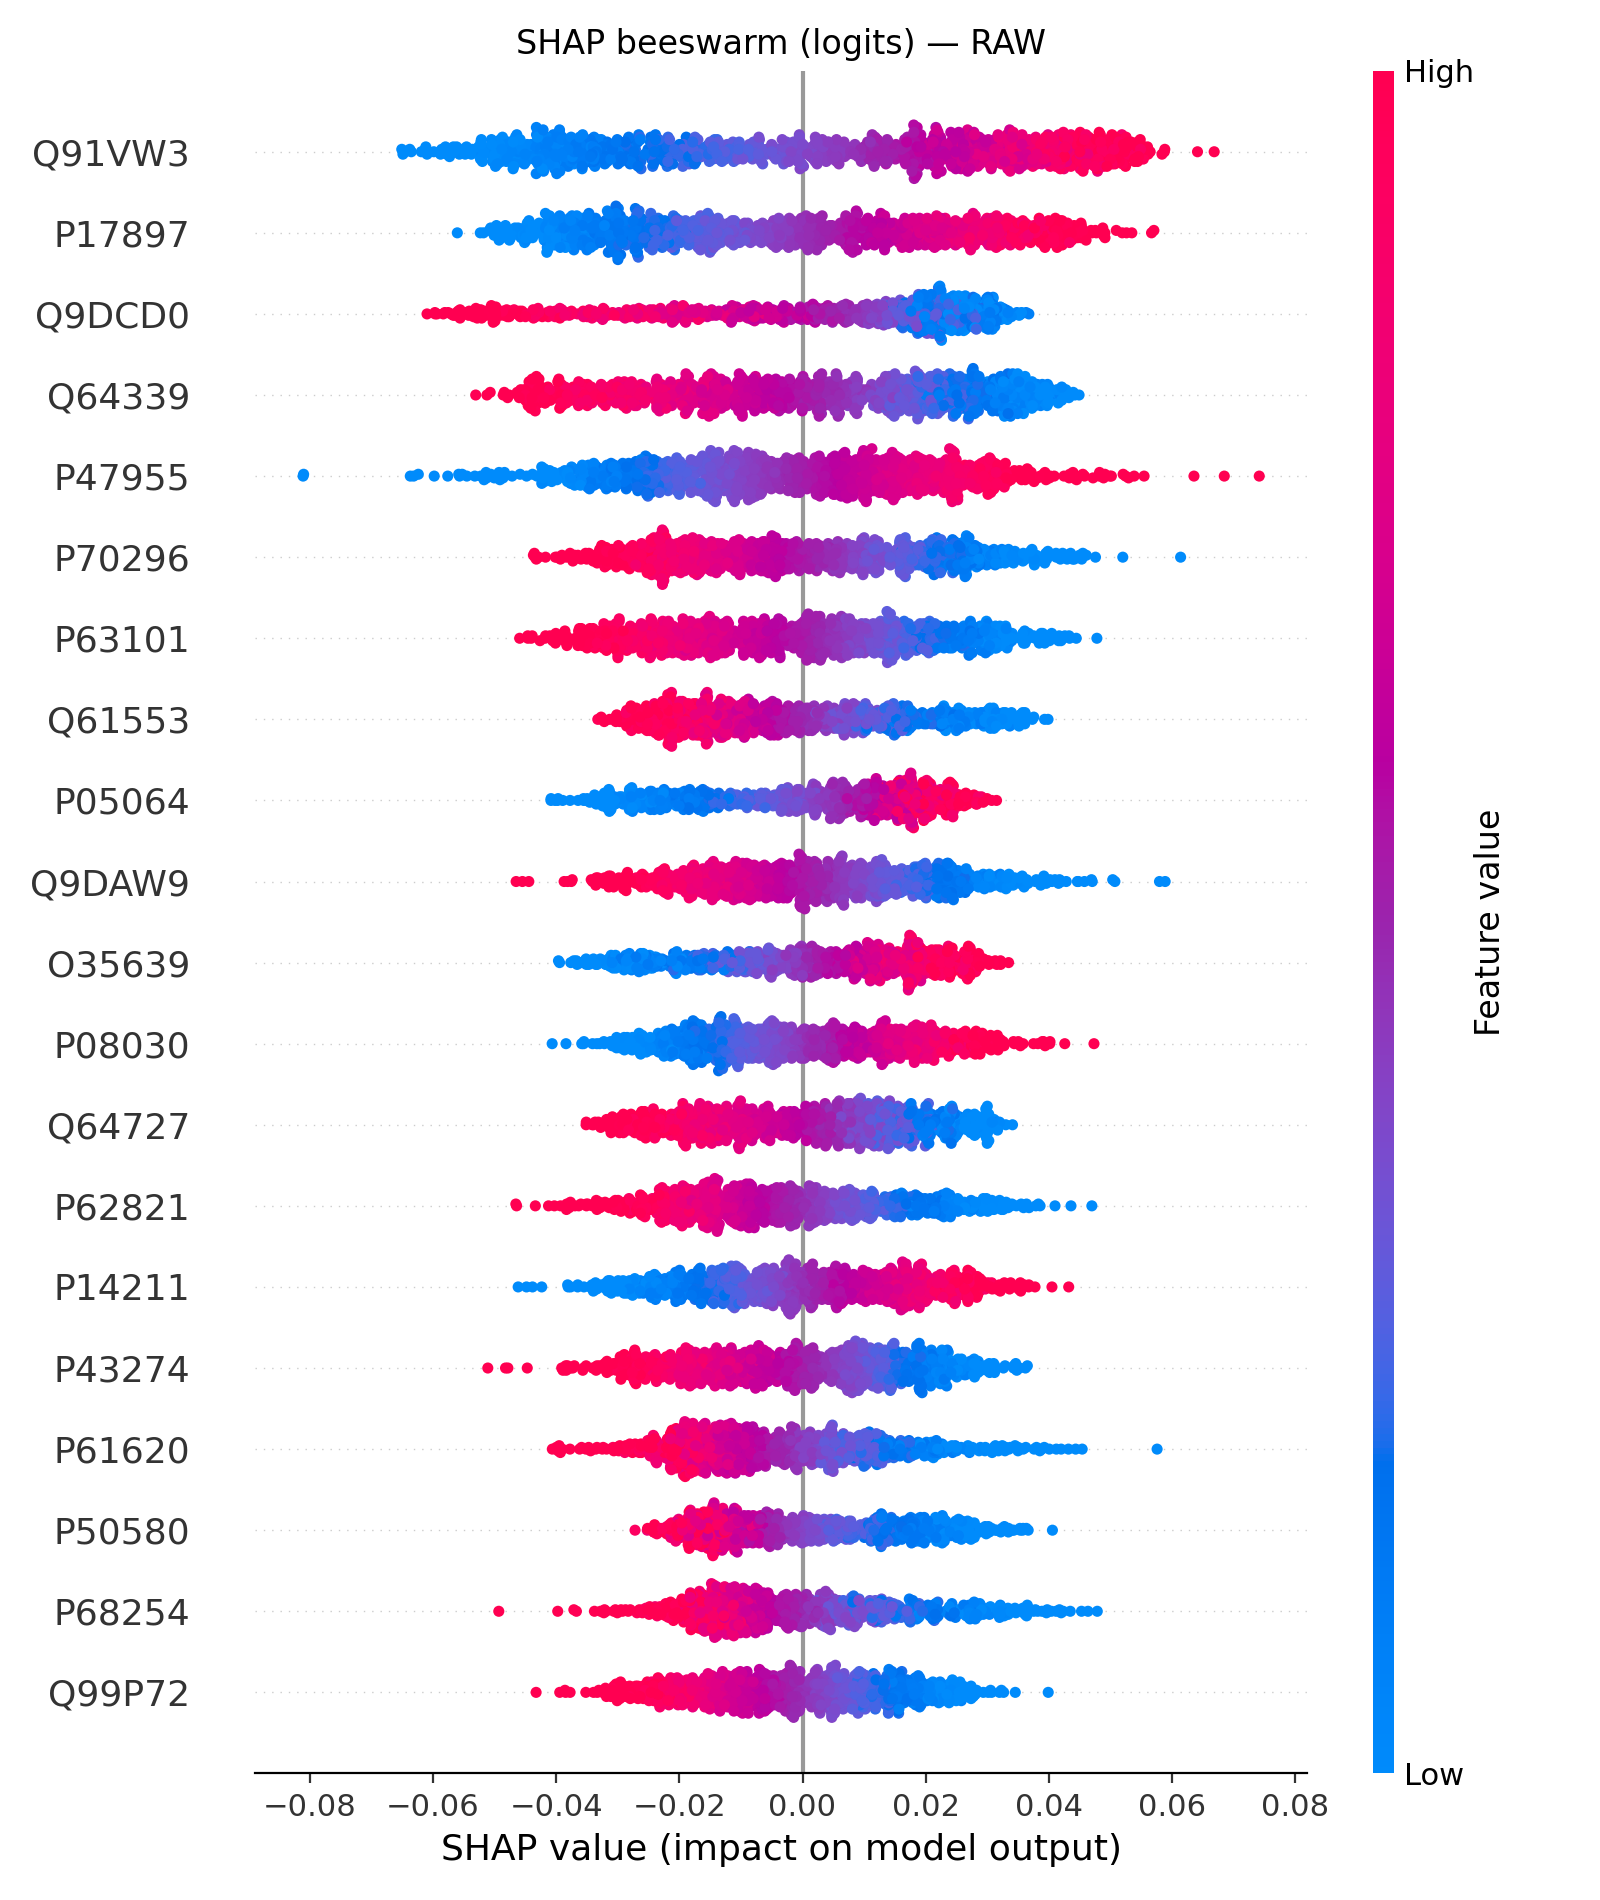 SHAP beeswarm (logits) — RAW
High
Q91VW3
P17897
Q9DCD0
Q64339
P47955
P70296
P63101
Q61553
P05064
Q9DAW9
O35639
P08030
Q64727
P62821
P14211
P43274
P61620
P50580
P68254
Q99P72
Feature value
Low
−0.08 −0.06 −0.04 −0.02 0.00 0.02 0.04 0.06 0.08
SHAP value (impact on model output)